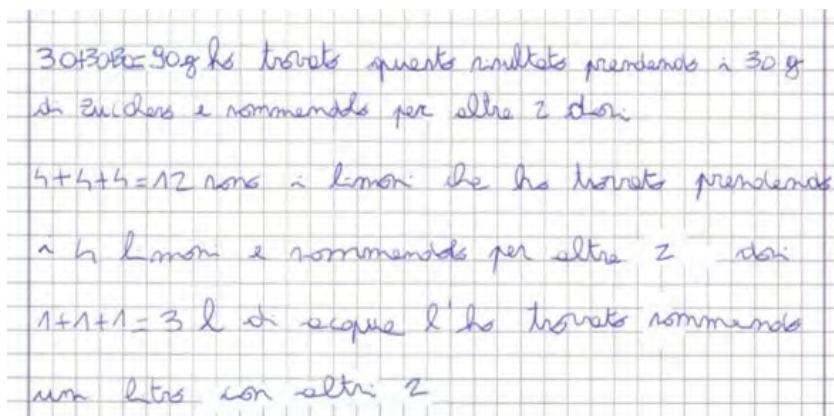 30+30+30=90g ho trovato questo risultato prendendo i 30 g
di zucchero e sommandolo per altre 2 dosi
4+4+4=12 sono i limoni che ho trovato prendendo
i 4 limoni e sommandolo per altre 2 dosi
1+1+1=3 l di acqua l'ho trovato sommando
un litro con altri 2